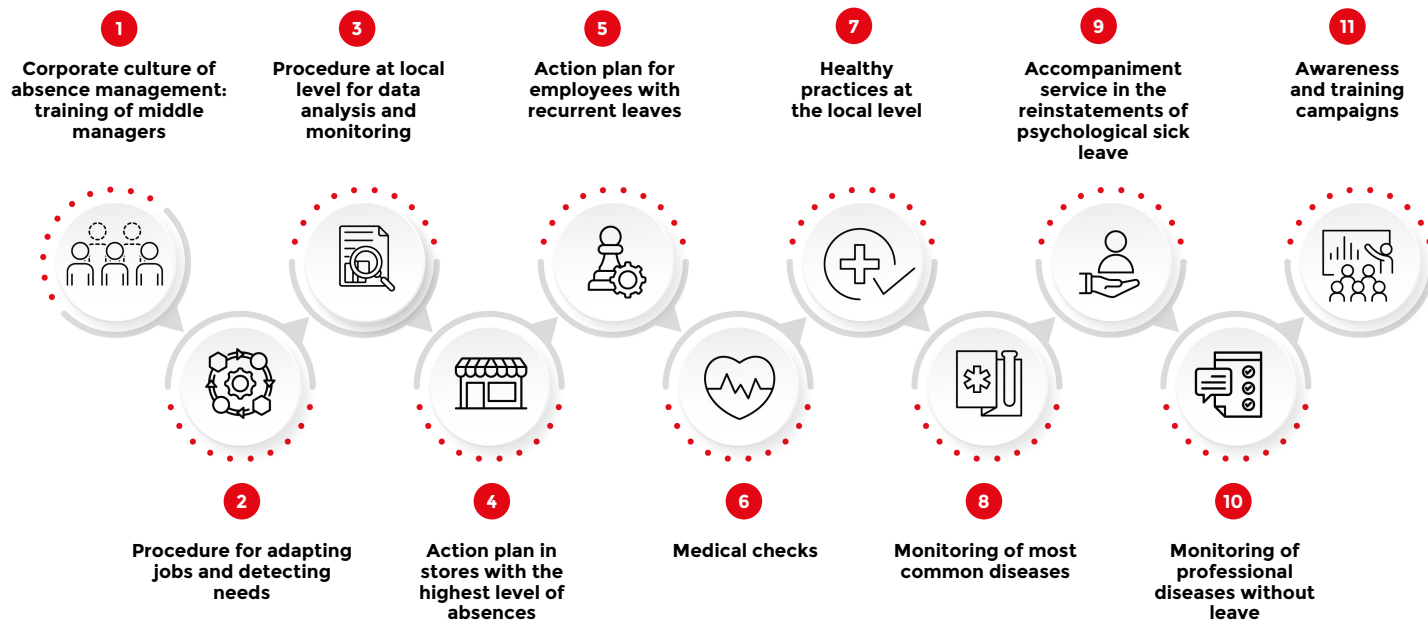 1
Corporate culture of
absence management:
training of middle
managers
2
Procedure for adapting
jobs and detecting
needs
3
Procedure at local
level for data
analysis and
monitoring
4
Action plan in
stores with the
highest level of
absences
5
Action plan for
employees with
recurrent leaves
6
Medical checks
7
Healthy
practices at
the local level
8
Monitoring of most
common diseases
9
Accompaniment
service in the
reinstatements of
psychological sick
leave
10
Monitoring of
professional
diseases without
leave
11
Awareness
and training
campaigns